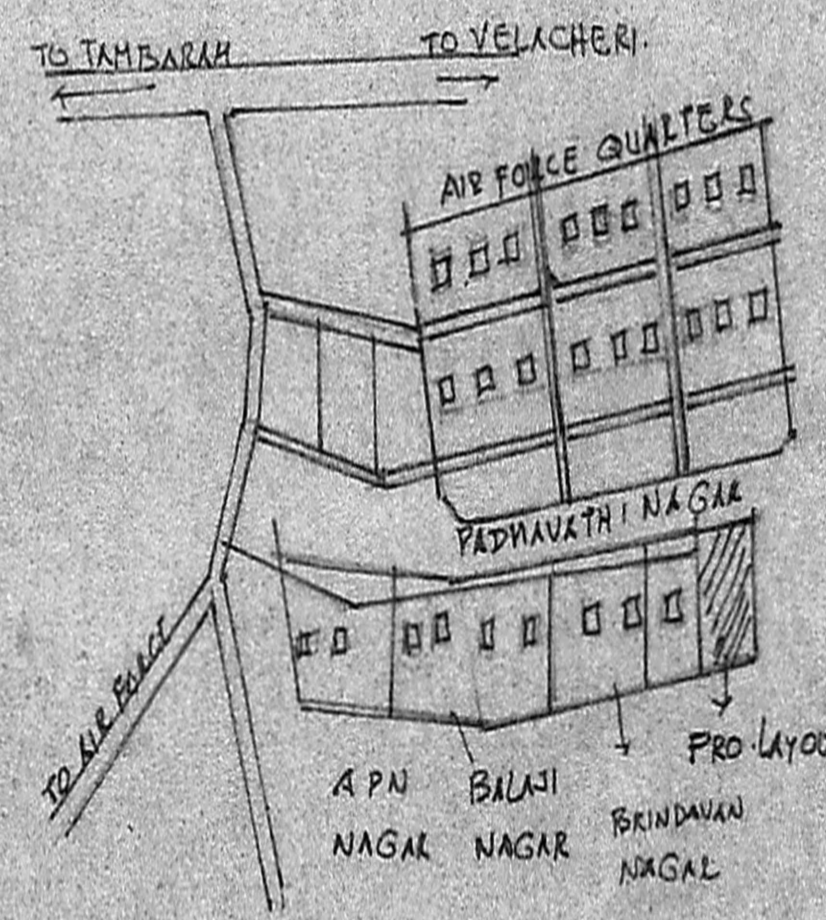 TO TAMBARAM
TO VELACHERI.
AIR FORCE QUARTERS
PADMAVATHI NAGAR
TO AIR FORCE
PRO.LAYOU
APN
NAGAR
BALAJI
NAGAR
BRINDAVAN
NAGAR